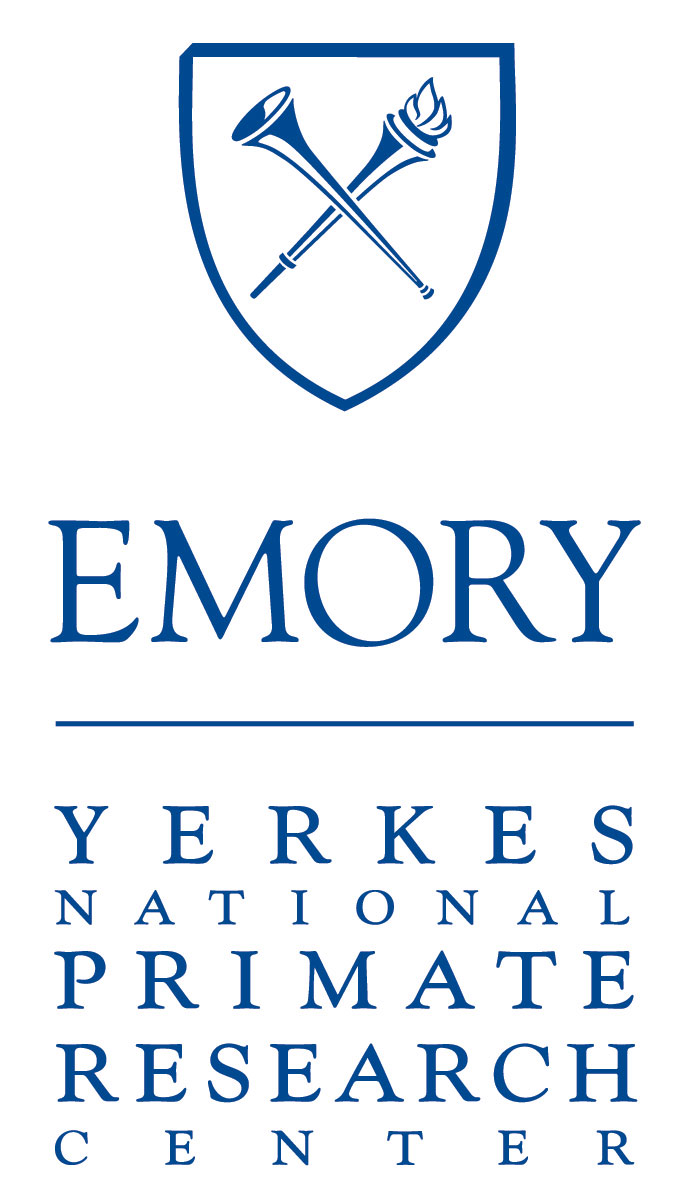 EMORY
YERKES
NATIONAL
PRIMATE
RESEARCH
CENTER